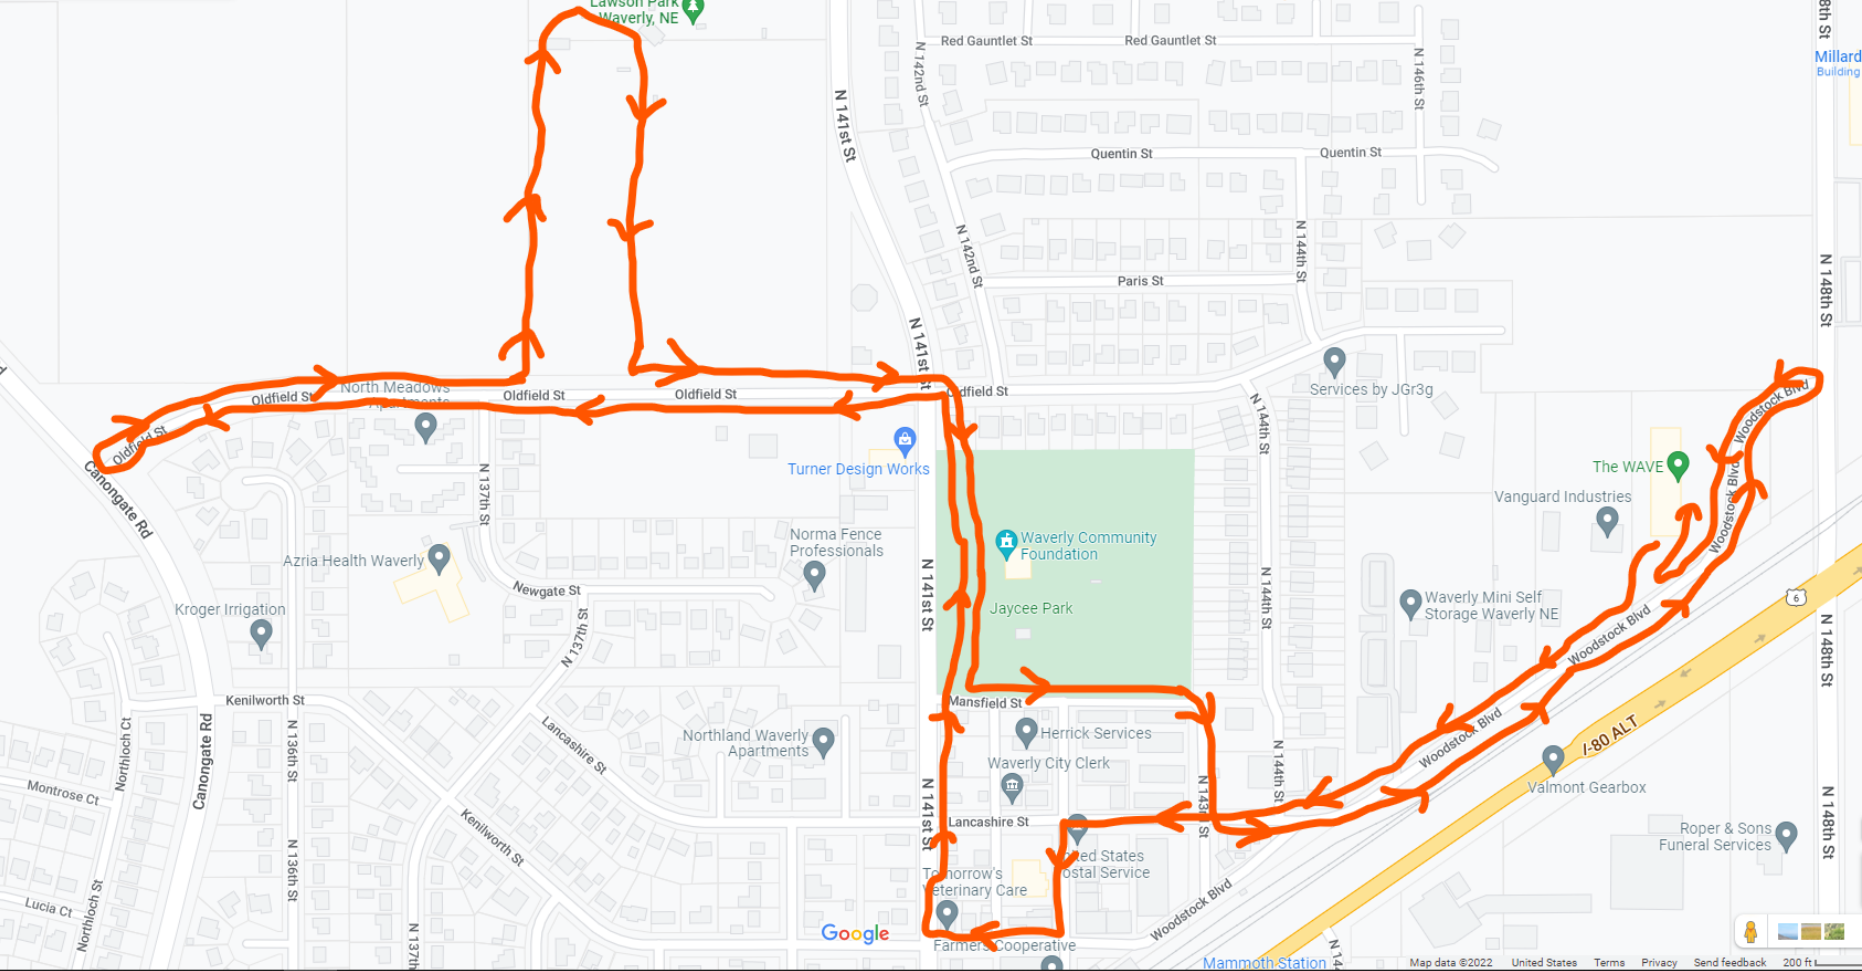 Lawson Park
Waverly, NE
8th St
Red Gauntlet St
Red Gauntlet St
Millard
Building
N 142nd St
N 146th St
N 141st St
Quentin St
Quentin St
N 142nd St
N 144th St
Paris St
N 148th St
N 141st St
Services by JGr3g
North Meadows
Apartments
Oldfield St
Oldfield St
Oldfield St
Oldfield St
Oldfield St
Woodstock Blvd
N 144th St
Turner Design Works
The WAVE
Canongate Rd
N 137th St
Vanguard Industries
Woodstock Blvd
Norma Fence
Professionals
Waverly Community
Foundation
Azria Health Waverly
Newgate St
N 141st St
N 144th St
Jaycee Park
Waverly Mini Self
Storage Waverly NE
6
Kroger Irrigation
N 137th St
Woodstock Blvd
N 148th St
Kenilworth St
Mansfield St
Northloch Ct
N 136th St
Canongate Rd
Lancashire St
Northland Waverly
Apartments
Herrick Services
Waverly City Clerk
Woodstock Blvd
I-80 ALT
Valmont Gearbox
Montrose Ct
N 141st St
N 143rd St
N 144th St
N 148th St
Lancashire St
Kenilworth St
Roper & Sons
Funeral Services
United States
Postal Service
N 136th St
Tomorrow's
Veterinary Care
Lucia Ct
Northloch St
N 137th
Woodstock Blvd
Google
Farmers Cooperative
N 144
Mammoth Station
Map data ©2022 United States Terms Privacy Send feedback 200 ft